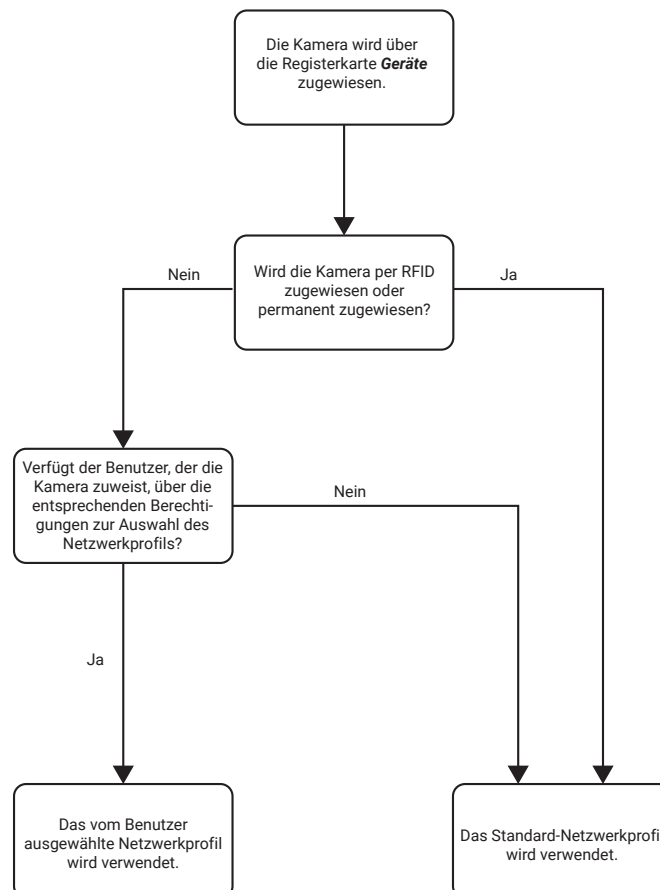 Die Kamera wird über
die Registerkarte Geräte
zugewiesen.
Nein
Wird die Kamera per RFID
zugewiesen oder
permanent zugewiesen?
Ja
Verfügt der Benutzer, der die
Kamera zuweist, über die
entsprechenden Berechti-
gungen zur Auswahl des
Netzwerkprofils?
Nein
Ja
Das vom Benutzer
ausgewählte Netzwerkprofil
wird verwendet.
Das Standard-Netzwerkprofil
wird verwendet.